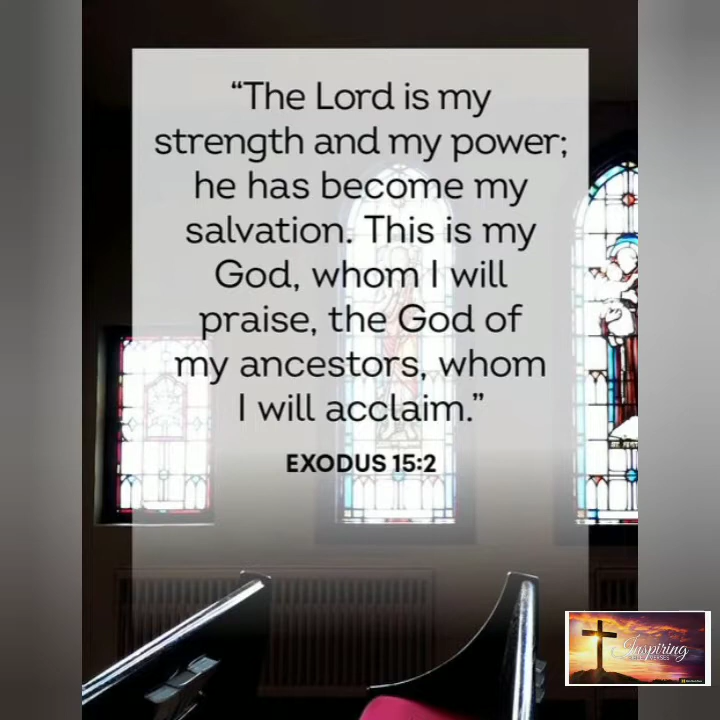 “The Lord is my
strength and my power;
he has become my
salvation. This is my
God, whom I will
praise, the God of
my ancestors, whom
I will acclaim.”
EXODUS 15:2
Inspiring
VERSES